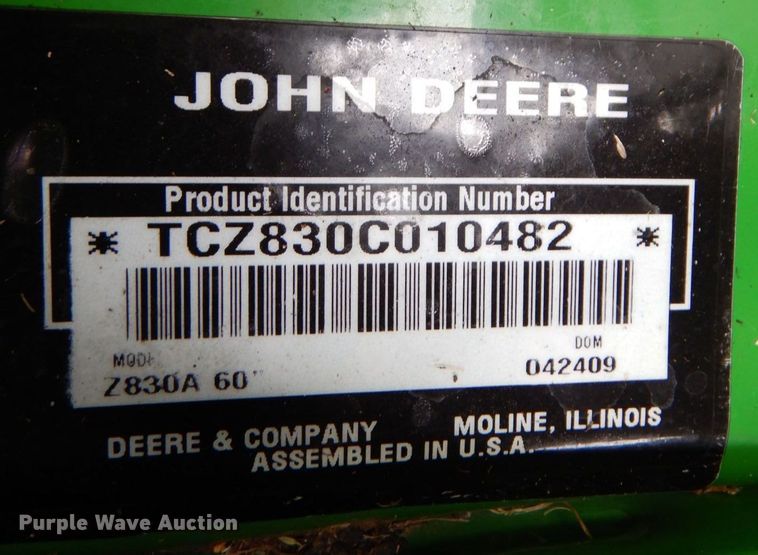 JOHN DEERE
Product Identification Number
* TCZ830C010482 *
MODL DOM
Z830A 60" 042409
DEERE & COMPANY MOLINE, ILLINOIS
ASSEMBLED IN U.S.A.
Purple Wave Auction